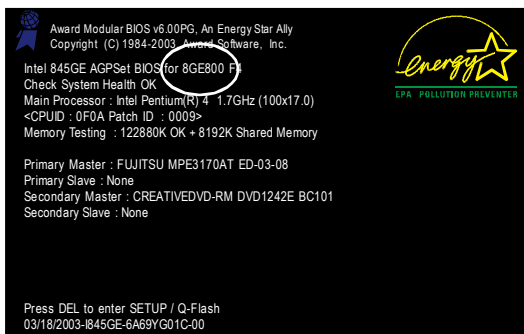 Award Modular BIOS v6.00PG, An Energy Star Ally
Copyright (C) 1984-2003 Award Software, Inc.
Intel 845GE AGPSet BIOS for 8GE800 F4
Check System Health OK
Main Processor : Intel Pentium(R) 4 1.7GHz (100x17.0)
<CPUID : 0F0A Patch ID : 0009>
Memory Testing : 122880K OK + 8192K Shared Memory
Primary Master : FUJITSU MPE3170AT ED-03-08
Primary Slave : None
Secondary Master : CREATIVEDVD-RM DVD1242E BC101
Secondary Slave : None
energy
EPA POLLUTION PREVENTER
Press DEL to enter SETUP / Q-Flash
03/18/2003-I845GE-6A69YG01C-00